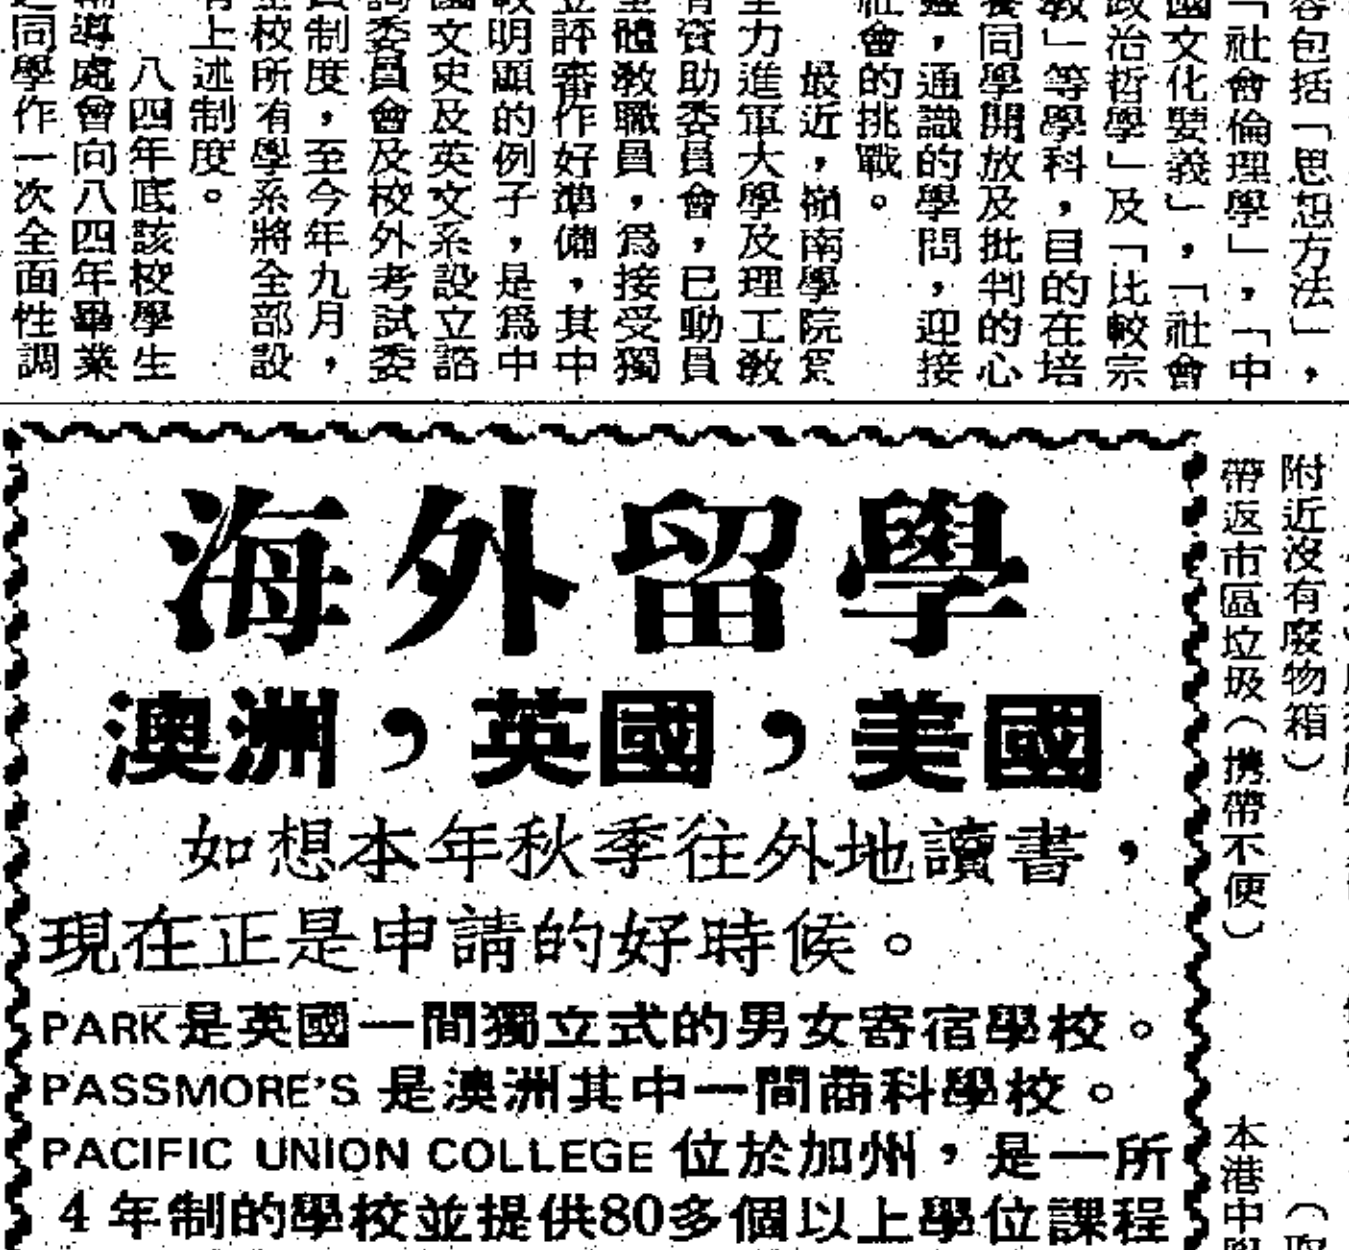 容包括「思想方法」，
「社會倫理學」，「中
國文化要義」，「社會
政治哲學」及「比較宗
教」等學科，目的在培
養同學開放及批判的心
靈，通識的學問，迎接
社會的挑戰。
最近，嶺南學院為
全力進軍大學及理工教
育資助委員會，已動員
全體教職員，爲接受獨
立評審作好準備，其中
較明顯的例子，是爲中
國文史及英文系設立諮
詢委員會及校外考試委
員制度，至今年九月，
全校所有學系將全部設
有上述制度。
八四年底該校學生
輔導處會向八四年畢業
同學作一次全面性調
附近沒有廢物箱）
帶返市區垃圾（携帶不便）
本港中學
海外留學
澳洲，英國，美國
如想本年秋季往外地讀書，
現在正是申請的好時候。
PARK是英國一間獨立式的男女寄宿學校。
PASSMORE'S 是澳洲其中一間商科學校。
PACIFIC UNION COLLEGE 位於加州，是一所
4 年制的學校並提供80多個以上學位課程